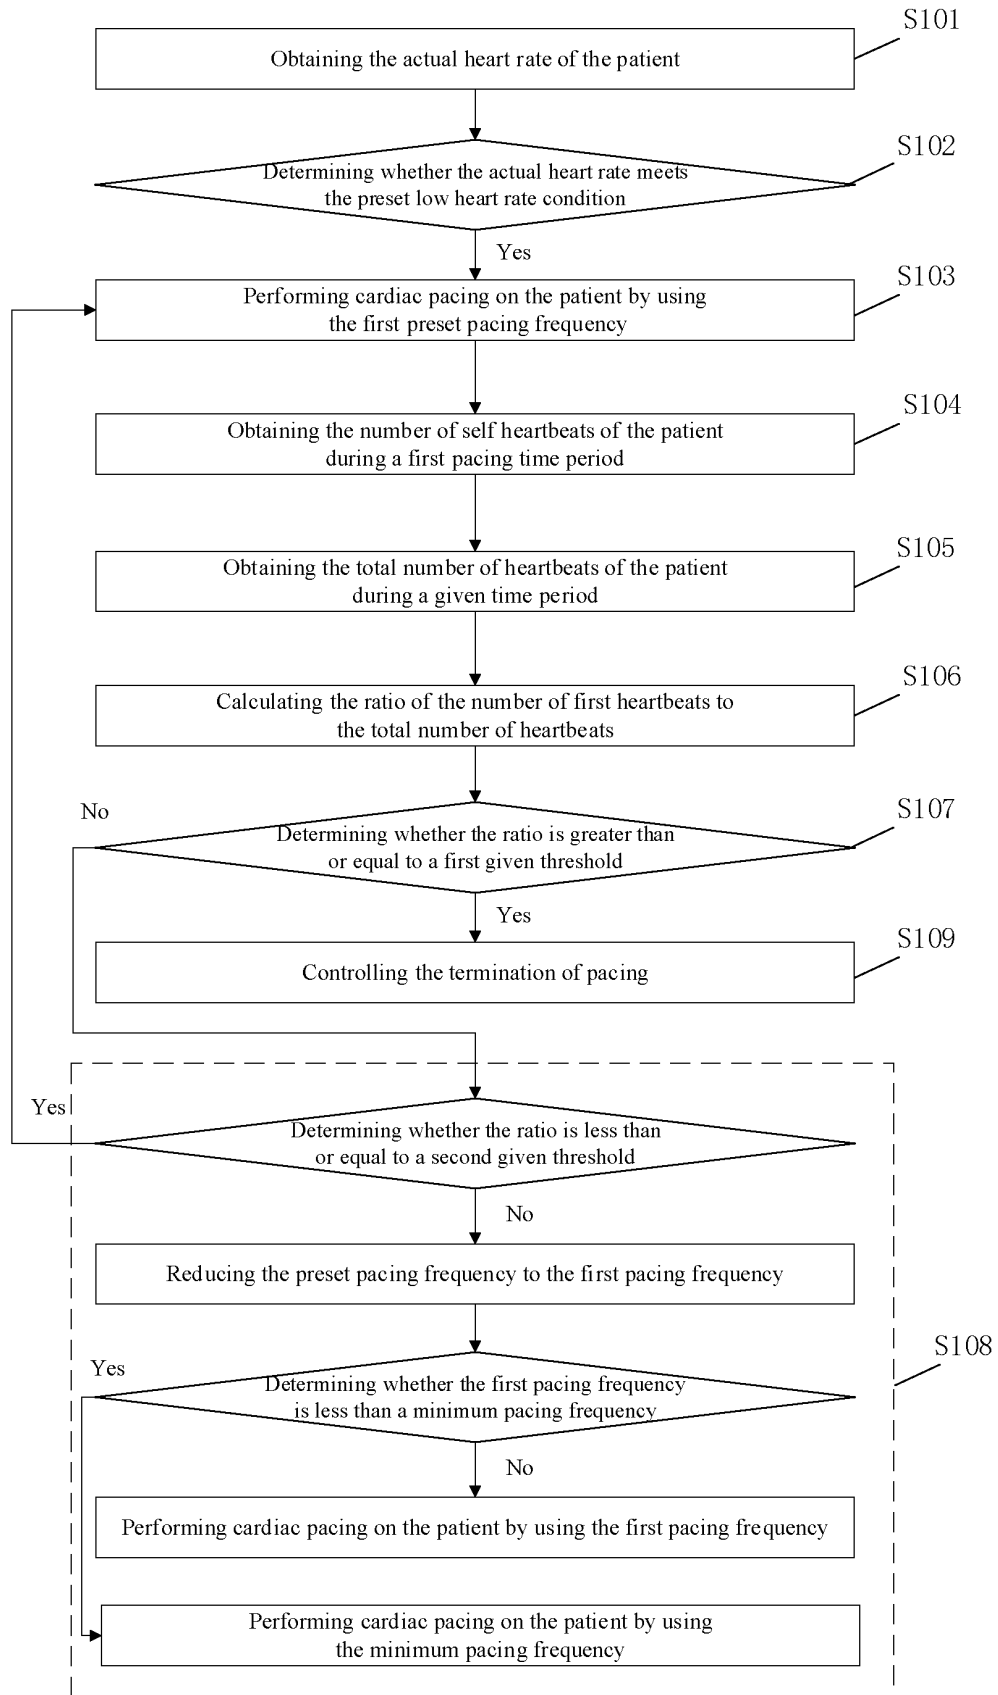 S101
Obtaining the actual heart rate of the patient
S102
Determining whether the actual heart rate meets
the preset low heart rate condition
Yes
S103
Performing cardiac pacing on the patient by using
the first preset pacing frequency
S104
Obtaining the number of self heartbeats of the patient
during a first pacing time period
S105
Obtaining the total number of heartbeats of the patient
during a given time period
S106
Calculating the ratio of the number of first heartbeats to
the total number of heartbeats
No
S107
Determining whether the ratio is greater than
or equal to a first given threshold
Yes
S109
Controlling the termination of pacing
Yes
Determining whether the ratio is less than
or equal to a second given threshold
No
Reducing the preset pacing frequency to the first pacing frequency
S108
Yes
Determining whether the first pacing frequency
is less than a minimum pacing frequency
No
Performing cardiac pacing on the patient by using the first pacing frequency
Performing cardiac pacing on the patient by using
the minimum pacing frequency